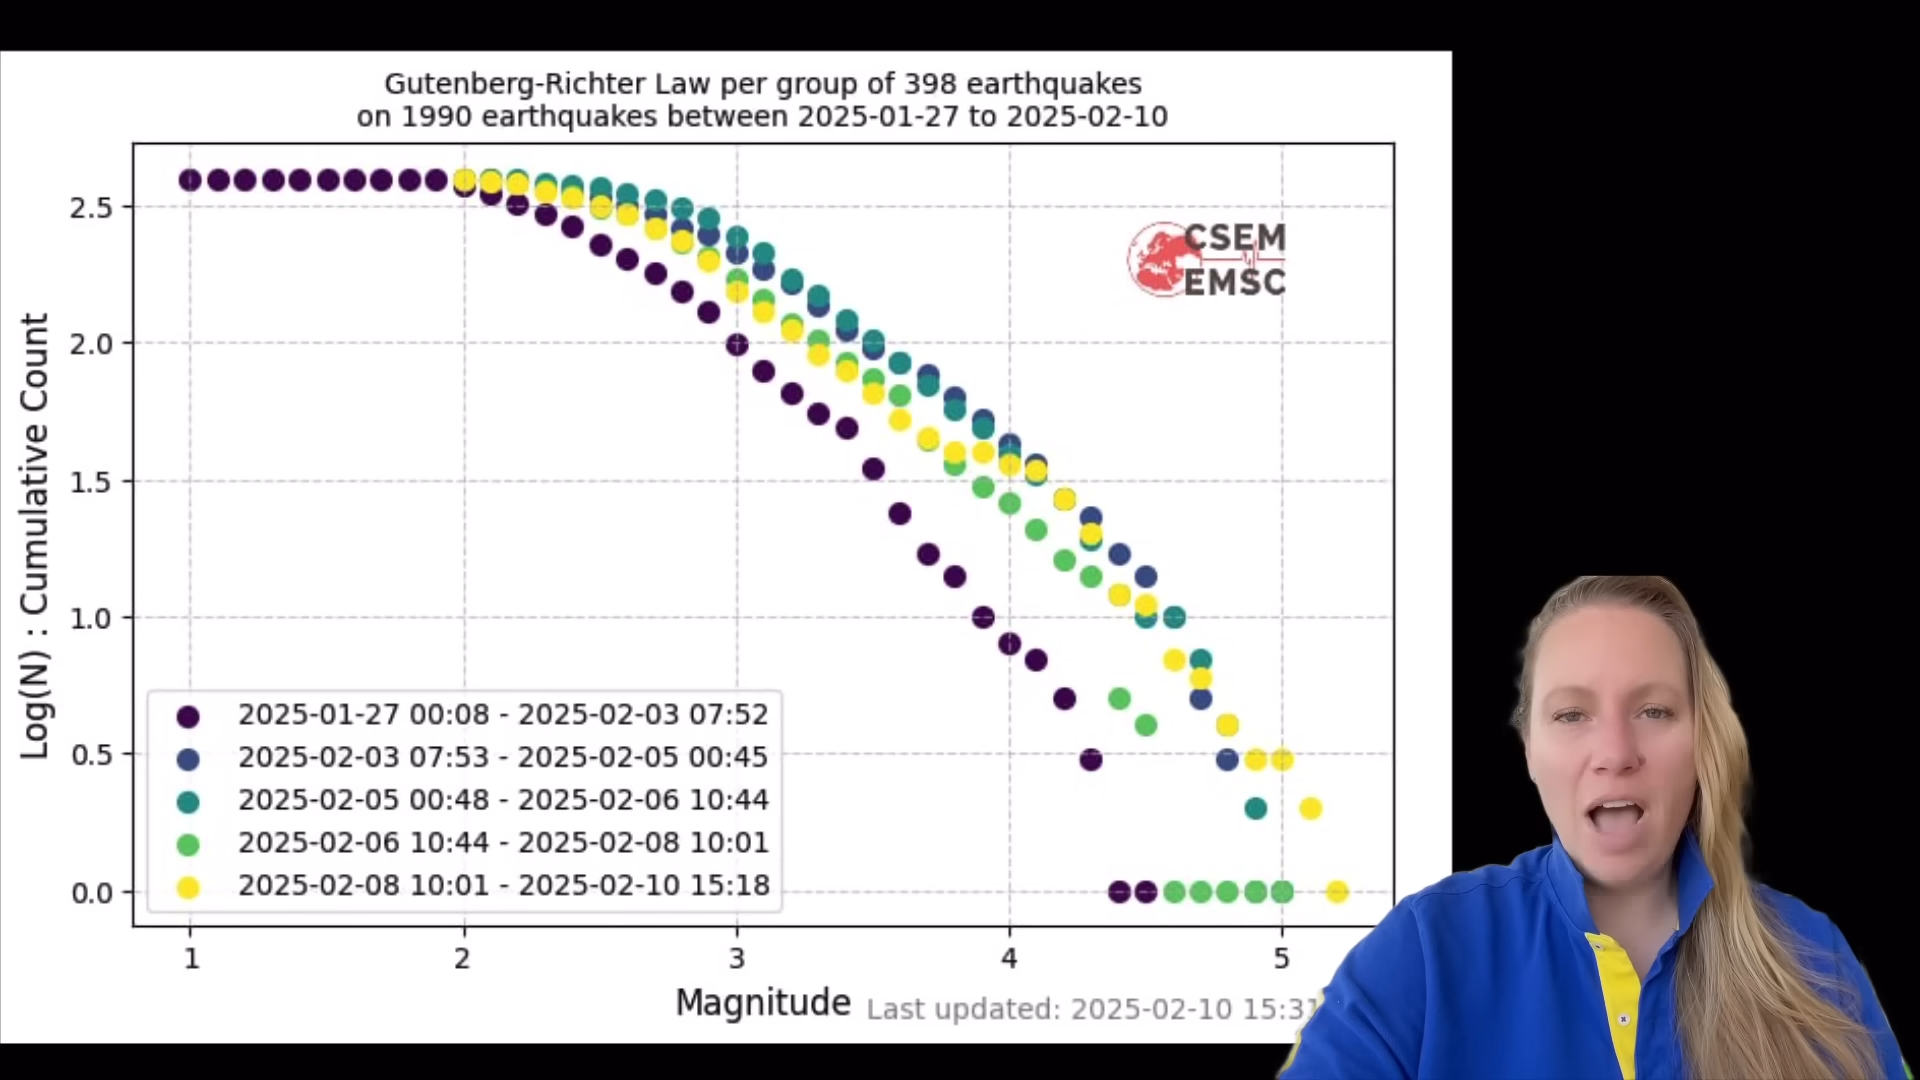 Gutenberg-Richter Law per group of 398 earthquakes
on 1990 earthquakes between 2025-01-27 to 2025-02-10
CSEM
EMSC
Log(N) : Cumulative Count
2.5
2.0
1.5
1.0
0.5
0.0
2025-01-27 00:08 - 2025-02-03 07:52
2025-02-03 07:53 - 2025-02-05 00:45
2025-02-05 00:48 - 2025-02-06 10:44
2025-02-06 10:44 - 2025-02-08 10:01
2025-02-08 10:01 - 2025-02-10 15:18
1 2 3 4 5
Magnitude
Last updated: 2025-02-10 15:31